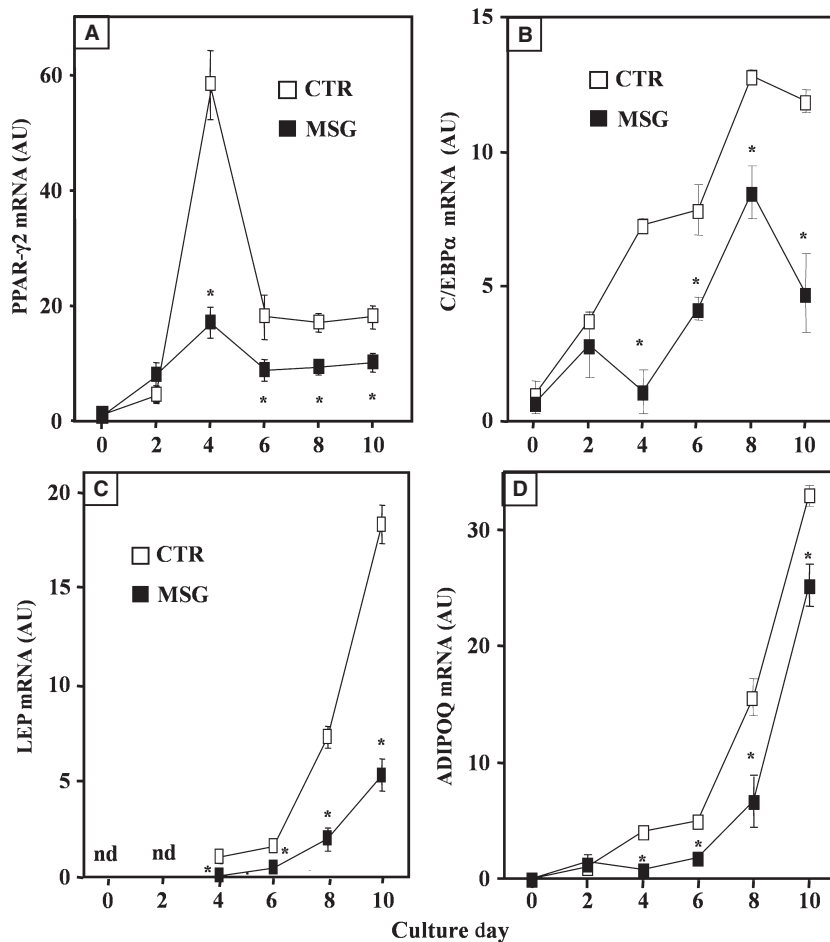 A
PPAR-γ2 mRNA (AU)
60
40
20
0
CTR
MSG
*
* * *
0 2 4 6 8 10
B
C/EBPα mRNA (AU)
15
10
5
0
CTR
MSG
*
*
*
*
0 2 4 6 8 10
C
LEP mRNA (AU)
20
15
10
5
0
CTR
MSG
nd nd
*
*
*
*
0 2 4 6 8 10
D
ADIPOQ mRNA (AU)
30
20
10
0
*
*
*
*
0 2 4 6 8 10
Culture day